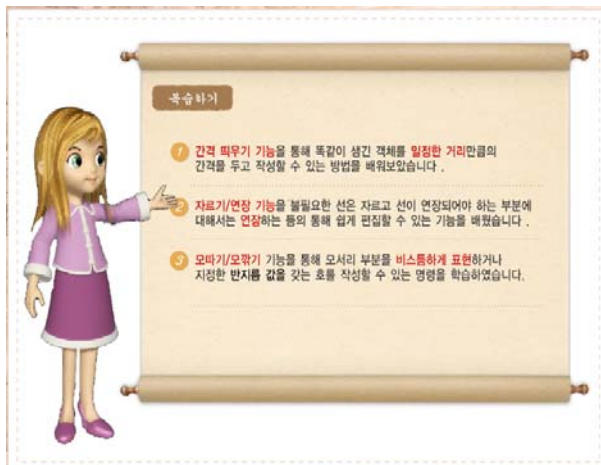 복습하기
1 간격 띄우기 기능을 통해 똑같이 생긴 객체를 일정한 거리만큼의
간격을 두고 작성할 수 있는 방법을 배워보았습니다 .
2 자르기/연장 기능을 불필요한 선은 자르고 선이 연장되어야 하는 부분에
대해서는 연장하는 등의 통해 쉽게 편집할 수 있는 기능을 배웠습니다 .
3 모따기/모깎기 기능을 통해 모서리 부분을 비스듬하게 표현하거나
지정한 반지름 값을 갖는 호를 작성할 수 있는 명령을 학습하였습니다.